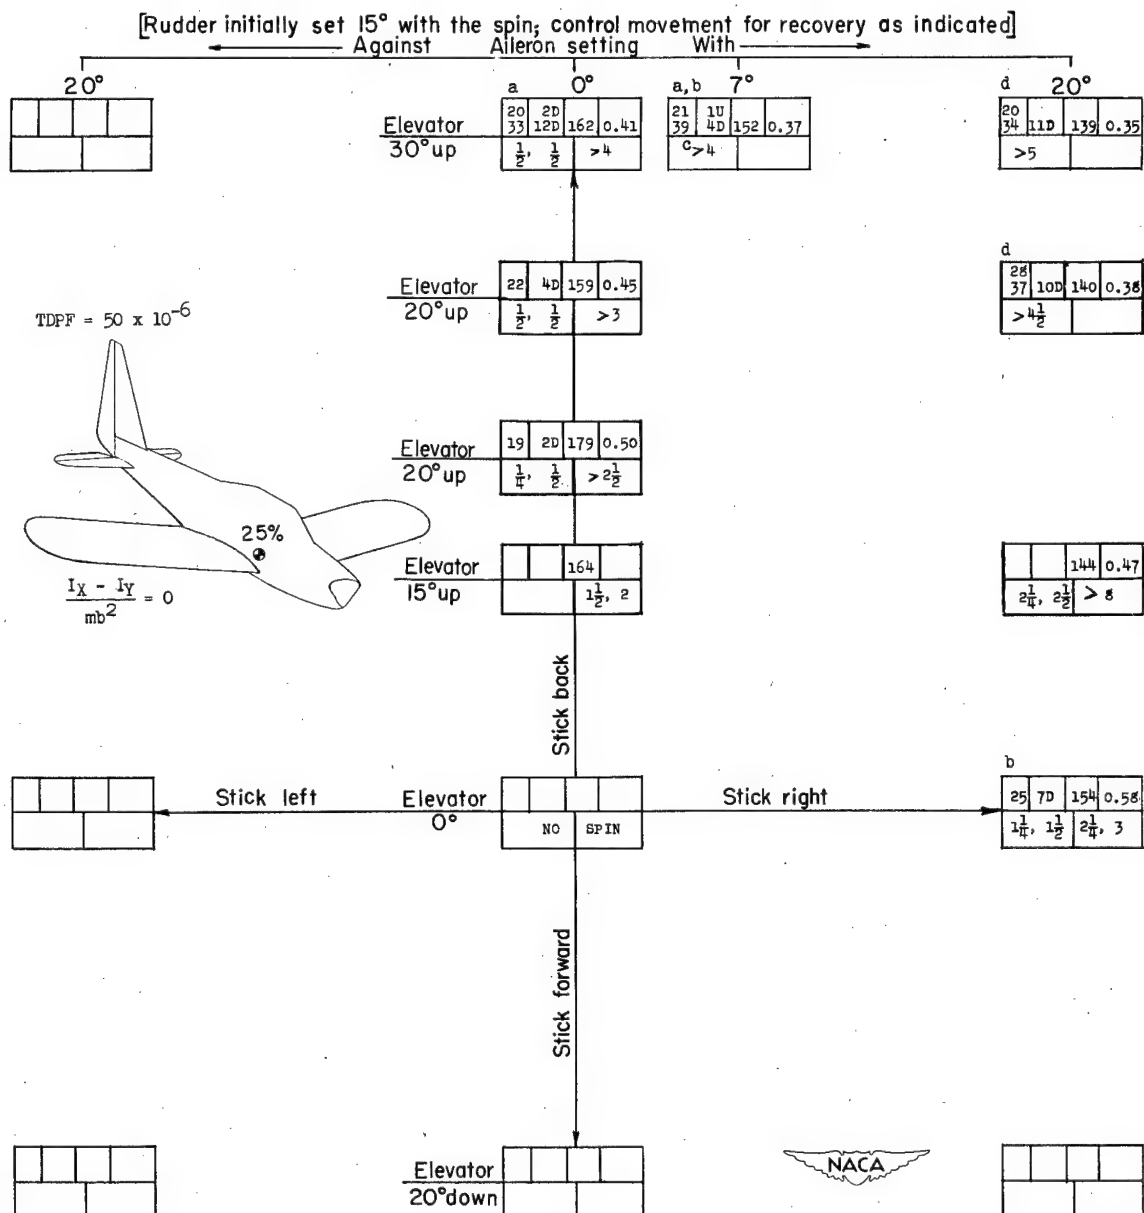 [Rudder initially set 15° with the spin; control movement for recovery as indicated]
Against Aileron setting With
20° 0° 7° 20°
a a,b d
Elevator
30° up
20 2D
33 12D 162 0.41
1/2, 1/2 >4
21 1U
39 4D 152 0.37
c>4
20
34 11D 139 0.35
>5
d
Elevator
20° up
22 4D 159 0.45
1/2, 1/2 >3
28
37 10D 140 0.38
>4 1/2
TDPF = 50 x 10^-6
Elevator
20° up
19 2D 179 0.50
1/4, 1/2 >2 1/2
25%
Elevator
15° up
164
1 1/2, 2
144 0.47
2 1/4, 2 1/2 >8
I_X - I_Y
mb^2
= 0
Stick back
b
Stick left
Elevator
0°
NO SPIN
Stick right
25 7D 154 0.58
1 1/4, 1 1/2 2 1/4, 3
Stick forward
Elevator
20° down
NACA